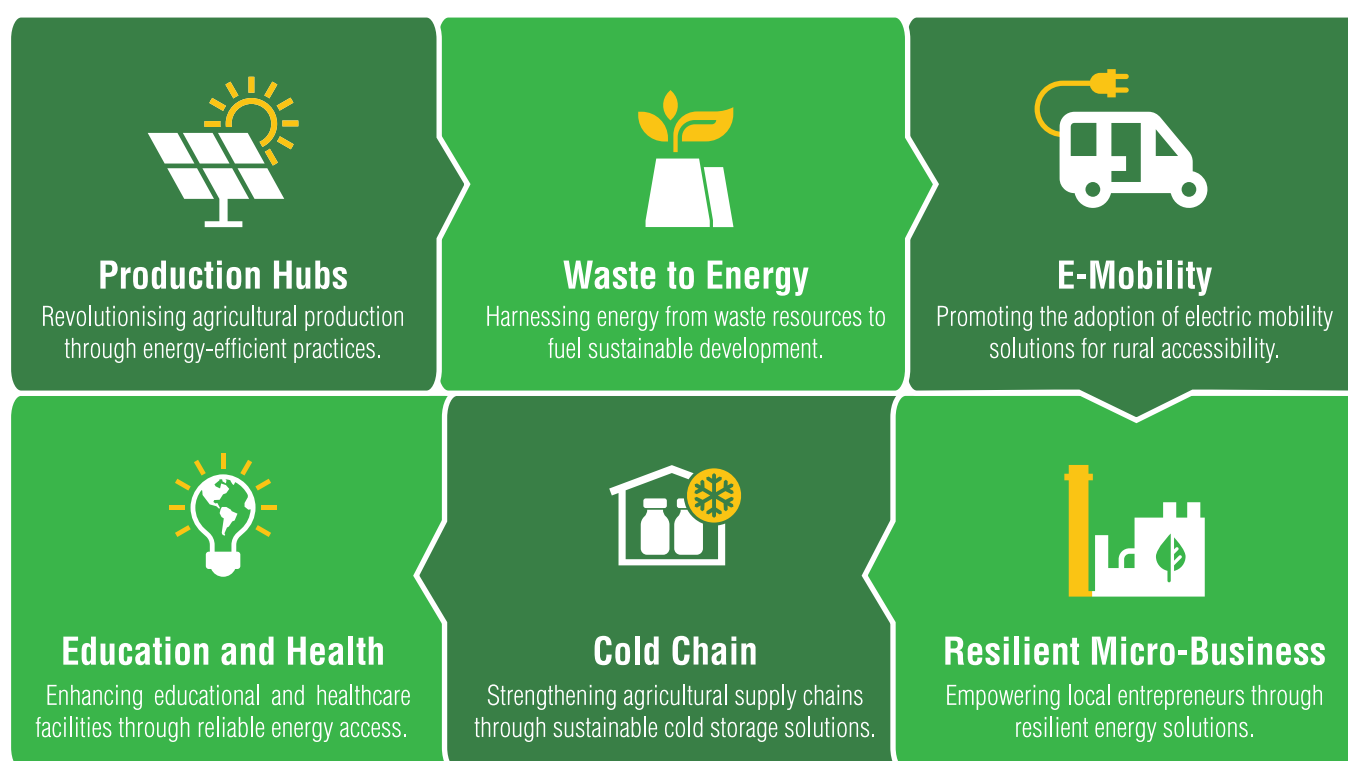 Production Hubs
Revolutionising agricultural production
through energy-efficient practices.
Waste to Energy
Harnessing energy from waste resources to
fuel sustainable development.
E-Mobility
Promoting the adoption of electric mobility
solutions for rural accessibility.
Education and Health
Enhancing educational and healthcare
facilities through reliable energy access.
Cold Chain
Strengthening agricultural supply chains
through sustainable cold storage solutions.
Resilient Micro-Business
Empowering local entrepreneurs through
resilient energy solutions.